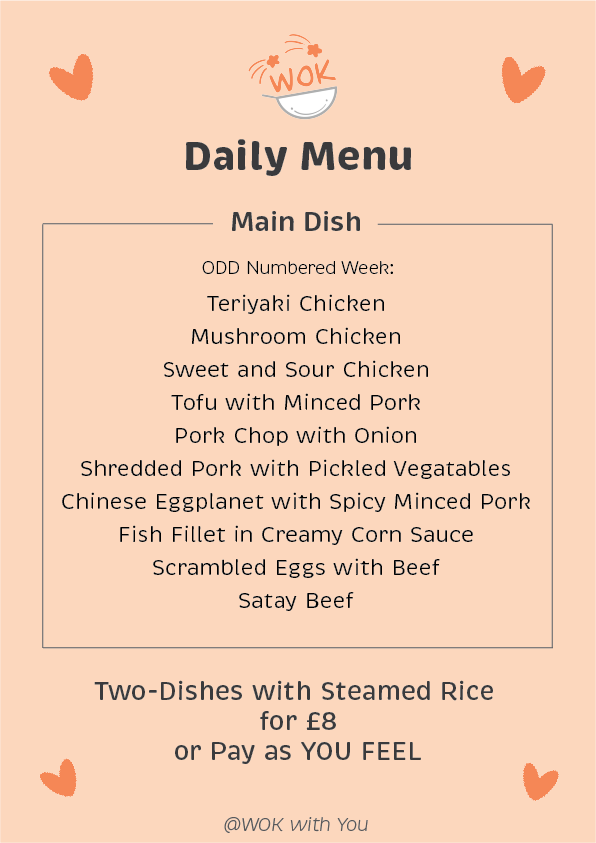 WOK
Daily Menu
Main Dish
ODD Numbered Week:
Teriyaki Chicken
Mushroom Chicken
Sweet and Sour Chicken
Tofu with Minced Pork
Pork Chop with Onion
Shredded Pork with Pickled Vegatables
Chinese Eggplanet with Spicy Minced Pork
Fish Fillet in Creamy Corn Sauce
Scrambled Eggs with Beef
Satay Beef
Two-Dishes with Steamed Rice
for £8
or Pay as YOU FEEL
@WOK with You